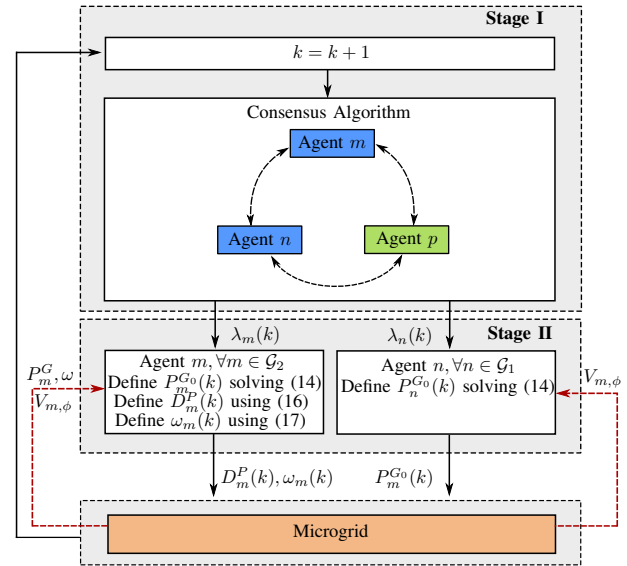 Stage I
k = k + 1
Consensus Algorithm
Agent m
Agent n
Agent p
λ_m(k)
λ_n(k)
Stage II
Agent m, ∀m ∈ 𝒢_2
Define P_m^{G_0}(k) solving (14)
Define D_m^P(k) using (16)
Define ω_m(k) using (17)
Agent n, ∀n ∈ 𝒢_1
Define P_n^{G_0}(k) solving (14)
P_m^G, ω
V_{m,ϕ}
V_{m,ϕ}
D_m^P(k), ω_m(k)
P_m^{G_0}(k)
Microgrid